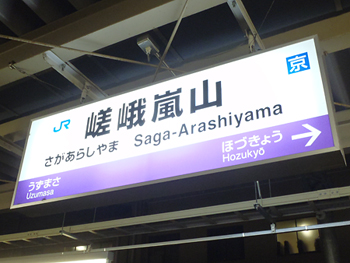 京
JR 嵯峨嵐山
さがあらしやま Saga-Arashiyama
うずまさ
Uzumasa
ほづきょう →
Hozukyō